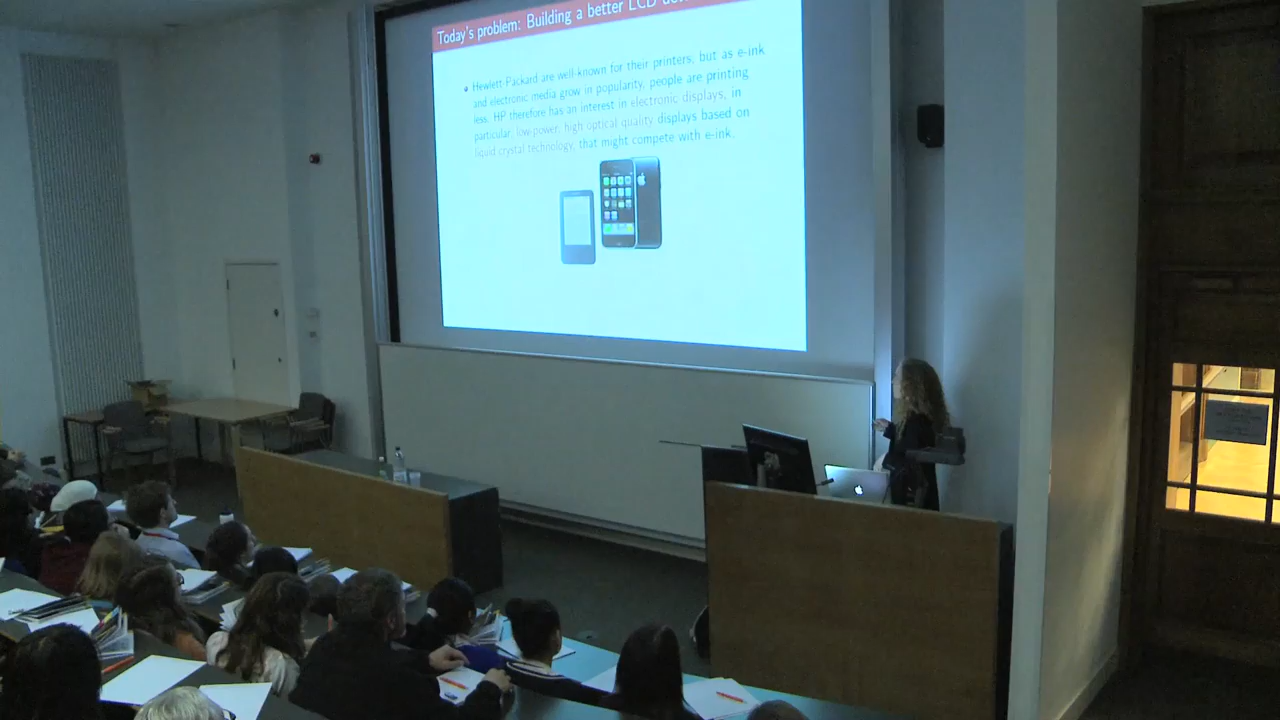 Today's problem: Building a better LCD
Hewlett-Packard are well-known for their printers, but as e-ink
and electronic media grow in popularity, people are printing
less. HP therefore has an interest in electronic displays, in
particular, low-power, high optical quality displays based on
liquid crystal technology, that might compete with e-ink.